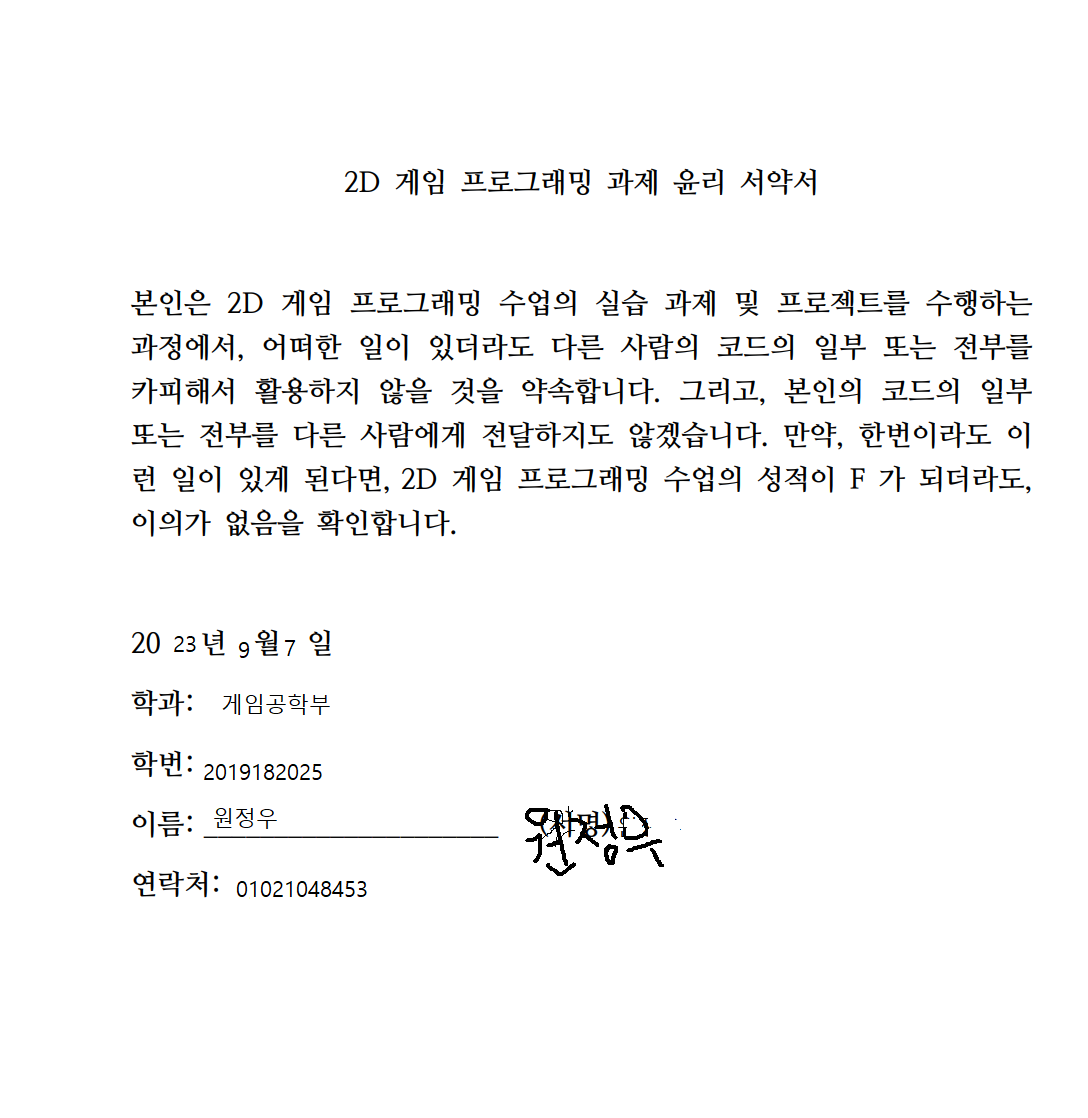 2D 게임 프로그래밍 과제 윤리 서약서
본인은 2D 게임 프로그래밍 수업의 실습 과제 및 프로젝트를 수행하는
과정에서, 어떠한 일이 있더라도 다른 사람의 코드의 일부 또는 전부를
카피해서 활용하지 않을 것을 약속합니다. 그리고, 본인의 코드의 일부
또는 전부를 다른 사람에게 전달하지도 않겠습니다. 만약, 한번이라도 이
런 일이 있게 된다면, 2D 게임 프로그래밍 수업의 성적이 F 가 되더라도,
이의가 없음을 확인합니다.
20 23년 9월 7 일
학과: 게임공학부
학번: 2019182025
이름: 원정우 (서명) 원정우
연락처: 01021048453